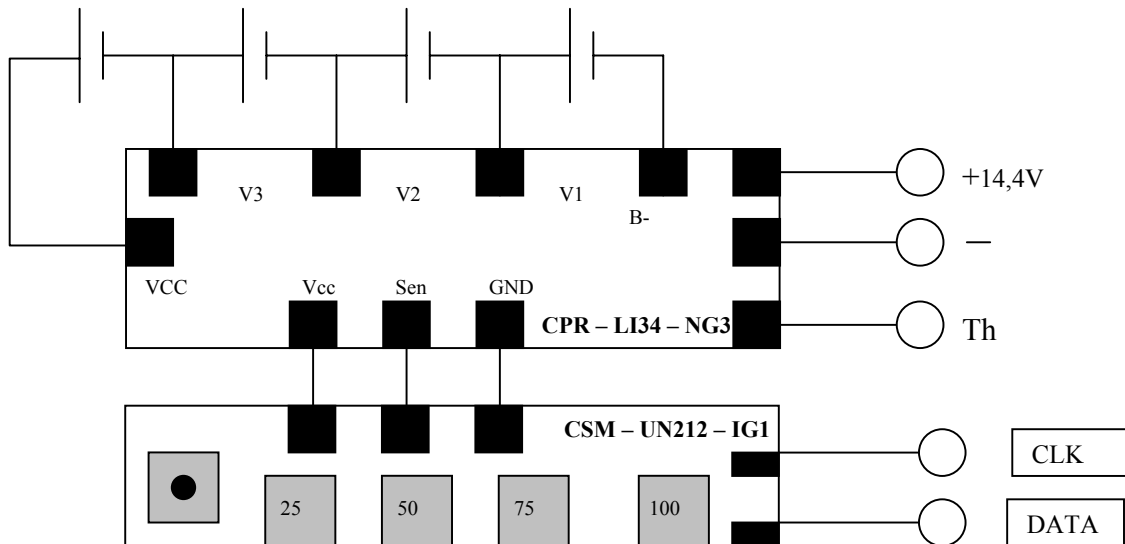 +14,4V
V3 V2 V1
B-
–
VCC Vcc Sen GND
CPR – LI34 – NG3 Th
CSM – UN212 – IG1
CLK
25 50 75 100
DATA